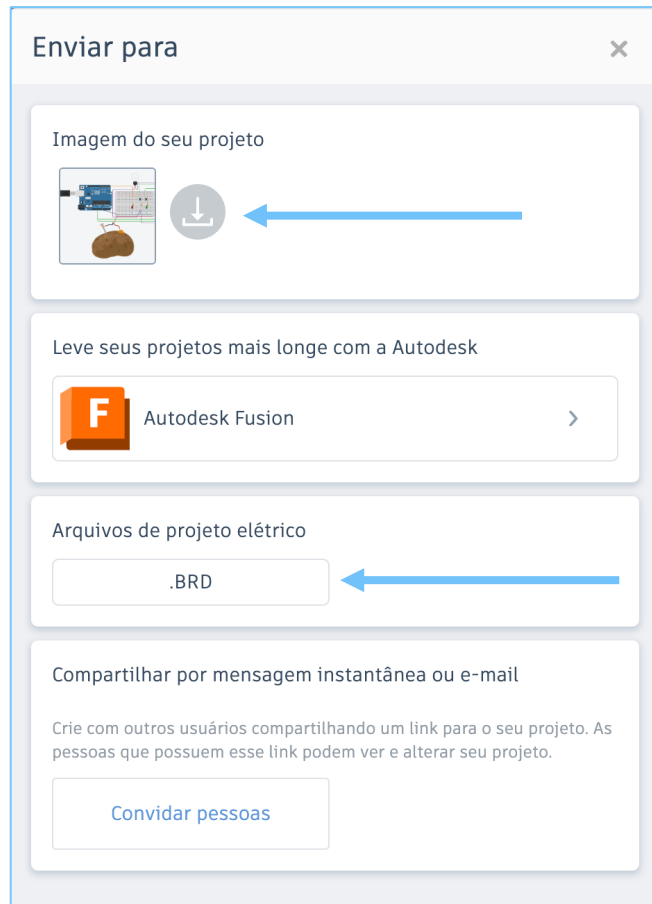 Enviar para
Imagem do seu projeto
Leve seus projetos mais longe com a Autodesk
F
Autodesk Fusion
Arquivos de projeto elétrico
.BRD
Compartilhar por mensagem instantânea ou e-mail
Crie com outros usuários compartilhando um link para o seu projeto. As
pessoas que possuem esse link podem ver e alterar seu projeto.
Convidar pessoas